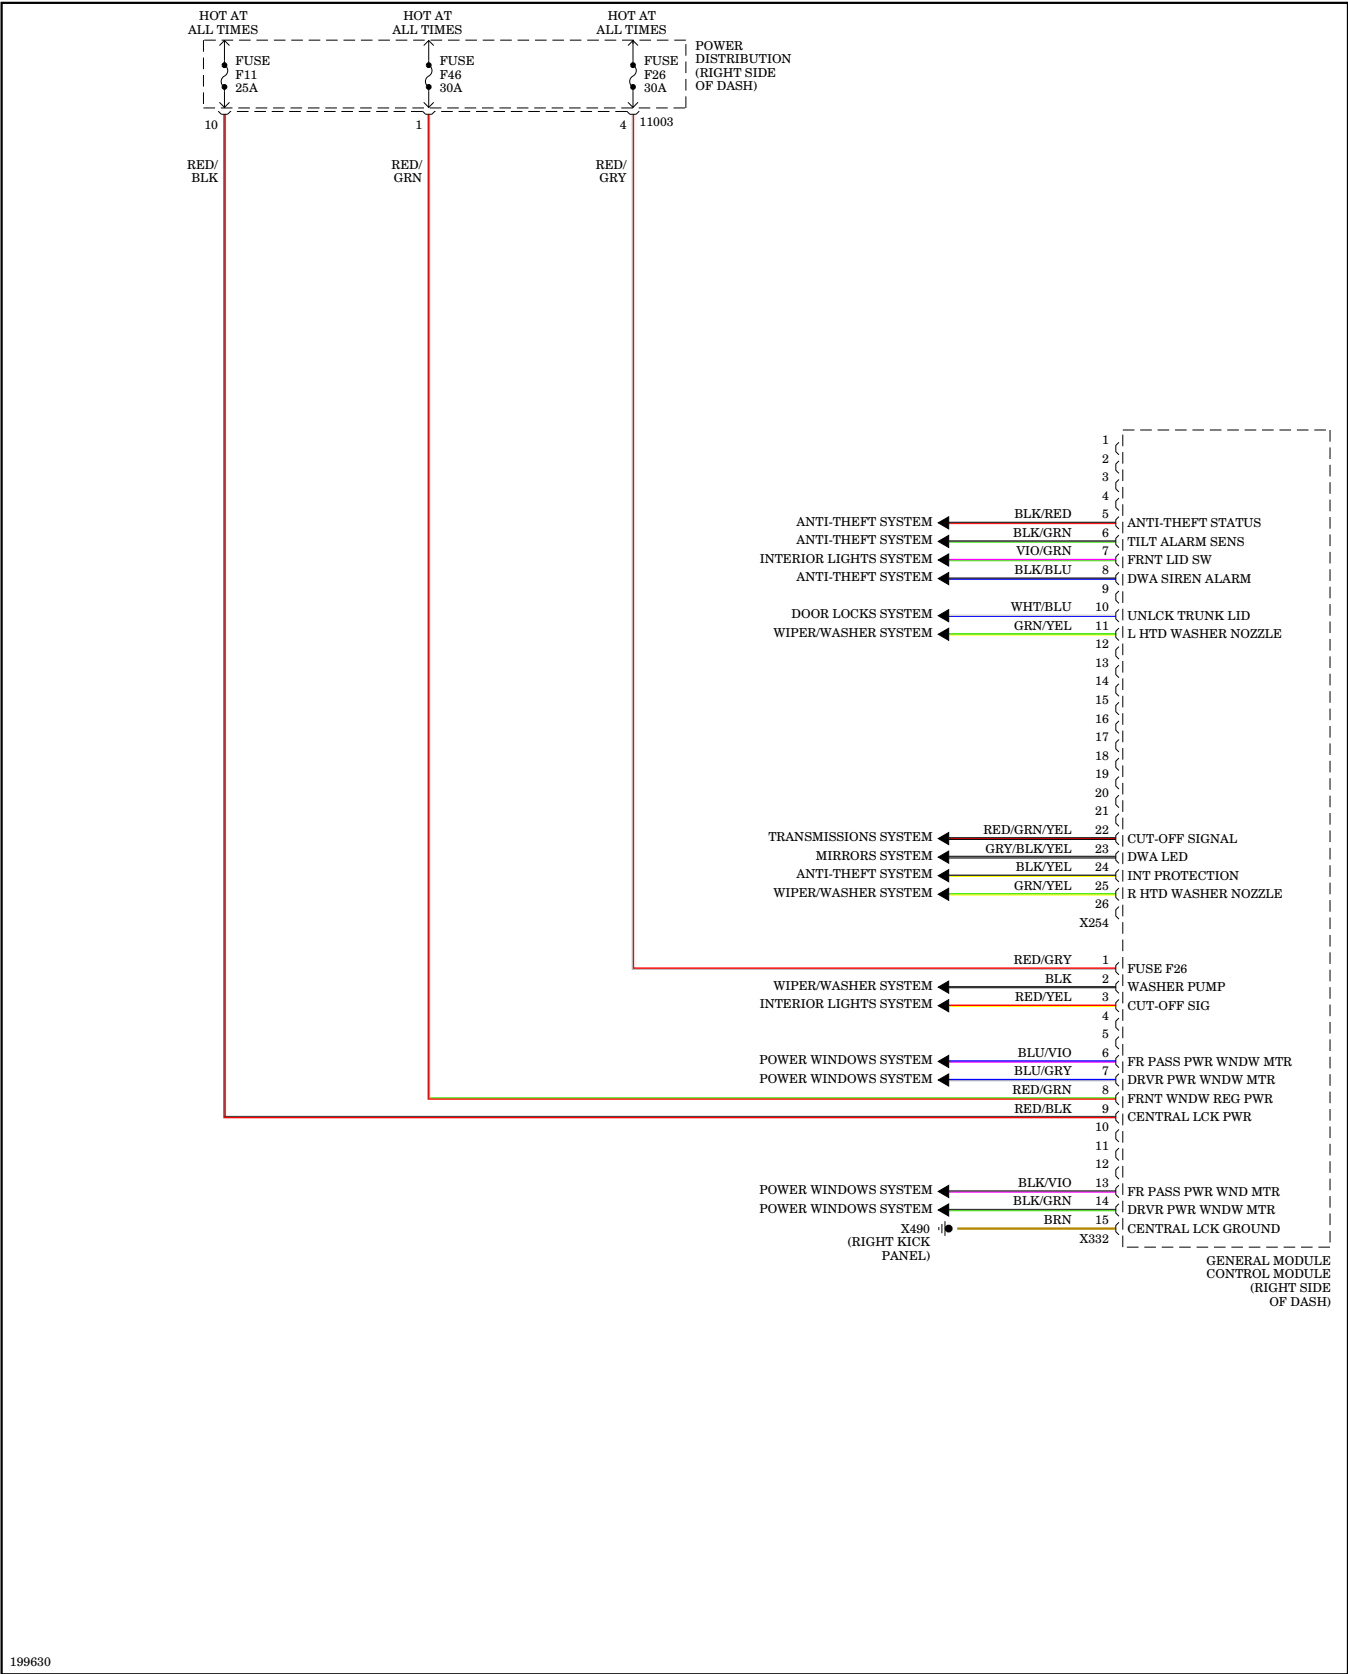 HOT AT
ALL TIMES
HOT AT
ALL TIMES
HOT AT
ALL TIMES
FUSE
F11
25A
FUSE
F46
30A
FUSE
F26
30A
POWER
DISTRIBUTION
(RIGHT SIDE
OF DASH)
10
1
4
11003
RED/
BLK
RED/
GRN
RED/
GRY
1
2
3
4
ANTI-THEFT SYSTEM BLK/RED 5 ANTI-THEFT STATUS
ANTI-THEFT SYSTEM BLK/GRN 6 TILT ALARM SENS
INTERIOR LIGHTS SYSTEM VIO/GRN 7 FRNT LID SW
ANTI-THEFT SYSTEM BLK/BLU 8 DWA SIREN ALARM
9
DOOR LOCKS SYSTEM WHT/BLU 10 UNLCK TRUNK LID
WIPER/WASHER SYSTEM GRN/YEL 11 L HTD WASHER NOZZLE
12
13
14
15
16
17
18
19
20
21
TRANSMISSIONS SYSTEM RED/GRN/YEL 22 CUT-OFF SIGNAL
MIRRORS SYSTEM GRY/BLK/YEL 23 DWA LED
ANTI-THEFT SYSTEM BLK/YEL 24 INT PROTECTION
WIPER/WASHER SYSTEM GRN/YEL 25 R HTD WASHER NOZZLE
26
X254
RED/GRY 1 FUSE F26
WIPER/WASHER SYSTEM BLK 2 WASHER PUMP
INTERIOR LIGHTS SYSTEM RED/YEL 3 CUT-OFF SIG
4
5
POWER WINDOWS SYSTEM BLU/VIO 6 FR PASS PWR WNDW MTR
POWER WINDOWS SYSTEM BLU/GRY 7 DRVR PWR WNDW MTR
RED/GRN 8 FRNT WNDW REG PWR
RED/BLK 9 CENTRAL LCK PWR
10
11
12
POWER WINDOWS SYSTEM BLK/VIO 13 FR PASS PWR WND MTR
POWER WINDOWS SYSTEM BLK/GRN 14 DRVR PWR WNDW MTR
X490 BRN 15 CENTRAL LCK GROUND
(RIGHT KICK
PANEL)
X332
GENERAL MODULE
CONTROL MODULE
(RIGHT SIDE
OF DASH)
199630